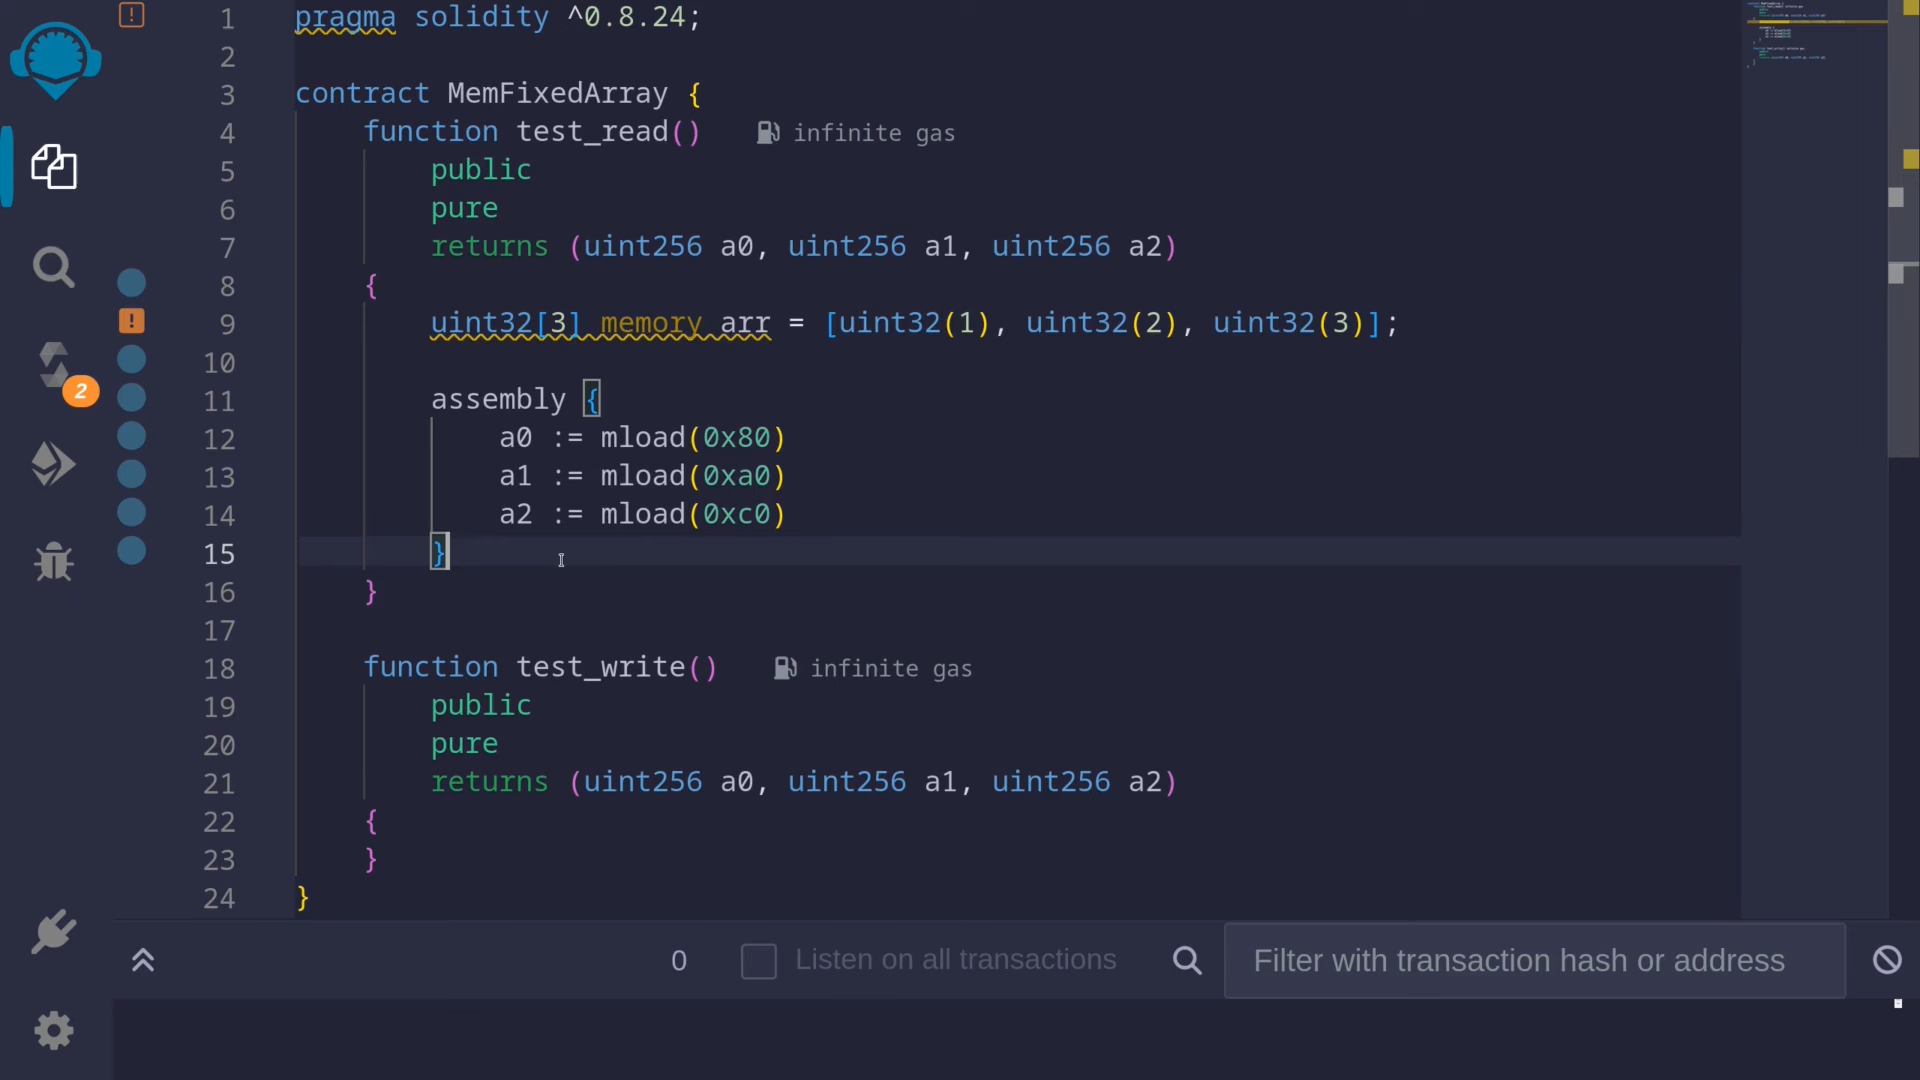 1 pragma solidity ^0.8.24;
2
3 contract MemFixedArray {
4 function test_read() infinite gas
5 public
6 pure
7 returns (uint256 a0, uint256 a1, uint256 a2)
8 {
9 uint32[3] memory arr = [uint32(1), uint32(2), uint32(3)];
10
11 assembly {
12 a0 := mload(0x80)
13 a1 := mload(0xa0)
14 a2 := mload(0xc0)
2
15 }
16 }
17
18 function test_write() infinite gas
19 public
20 pure
21 returns (uint256 a0, uint256 a1, uint256 a2)
22 {
23 }
24 }
0 Listen on all transactions Filter with transaction hash or address